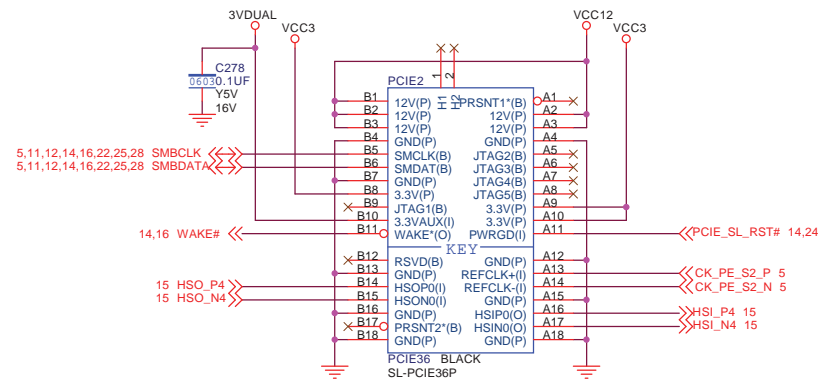 3VDUAL
VCC3
VCC12
VCC3
C278
0603 0.1UF
Y5V
16V
PCIE2
1 2
H1 H2
B1 12V(P) PRSNT1*(B) A1
B2 12V(P) 12V(P) A2
B3 12V(P) 12V(P) A3
B4 GND(P) GND(P) A4
5,11,12,14,16,22,25,28 SMBCLK B5 SMCLK(B) JTAG2(B) A5
5,11,12,14,16,22,25,28 SMBDATA B6 SMDAT(B) JTAG3(B) A6
B7 GND(P) JTAG4(B) A7
B8 3.3V(P) JTAG5(B) A8
B9 JTAG1(B) 3.3V(P) A9
B10 3.3VAUX(I) 3.3V(P) A10
14,16 WAKE# B11 WAKE*(O) PWRGD(I) A11 PCIE_SL_RST# 14,24
KEY
B12 RSVD(B) GND(P) A12
B13 GND(P) REFCLK+(I) A13 CK_PE_S2_P 5
15 HSO_P4 B14 HSOP0(I) REFCLK-(I) A14 CK_PE_S2_N 5
15 HSO_N4 B15 HSON0(I) GND(P) A15
B16 GND(P) HSIP0(O) A16 HSI_P4 15
B17 PRSNT2*(B) HSIN0(O) A17 HSI_N4 15
B18 GND(P) GND(P) A18
PCIE36 BLACK
SL-PCIE36P